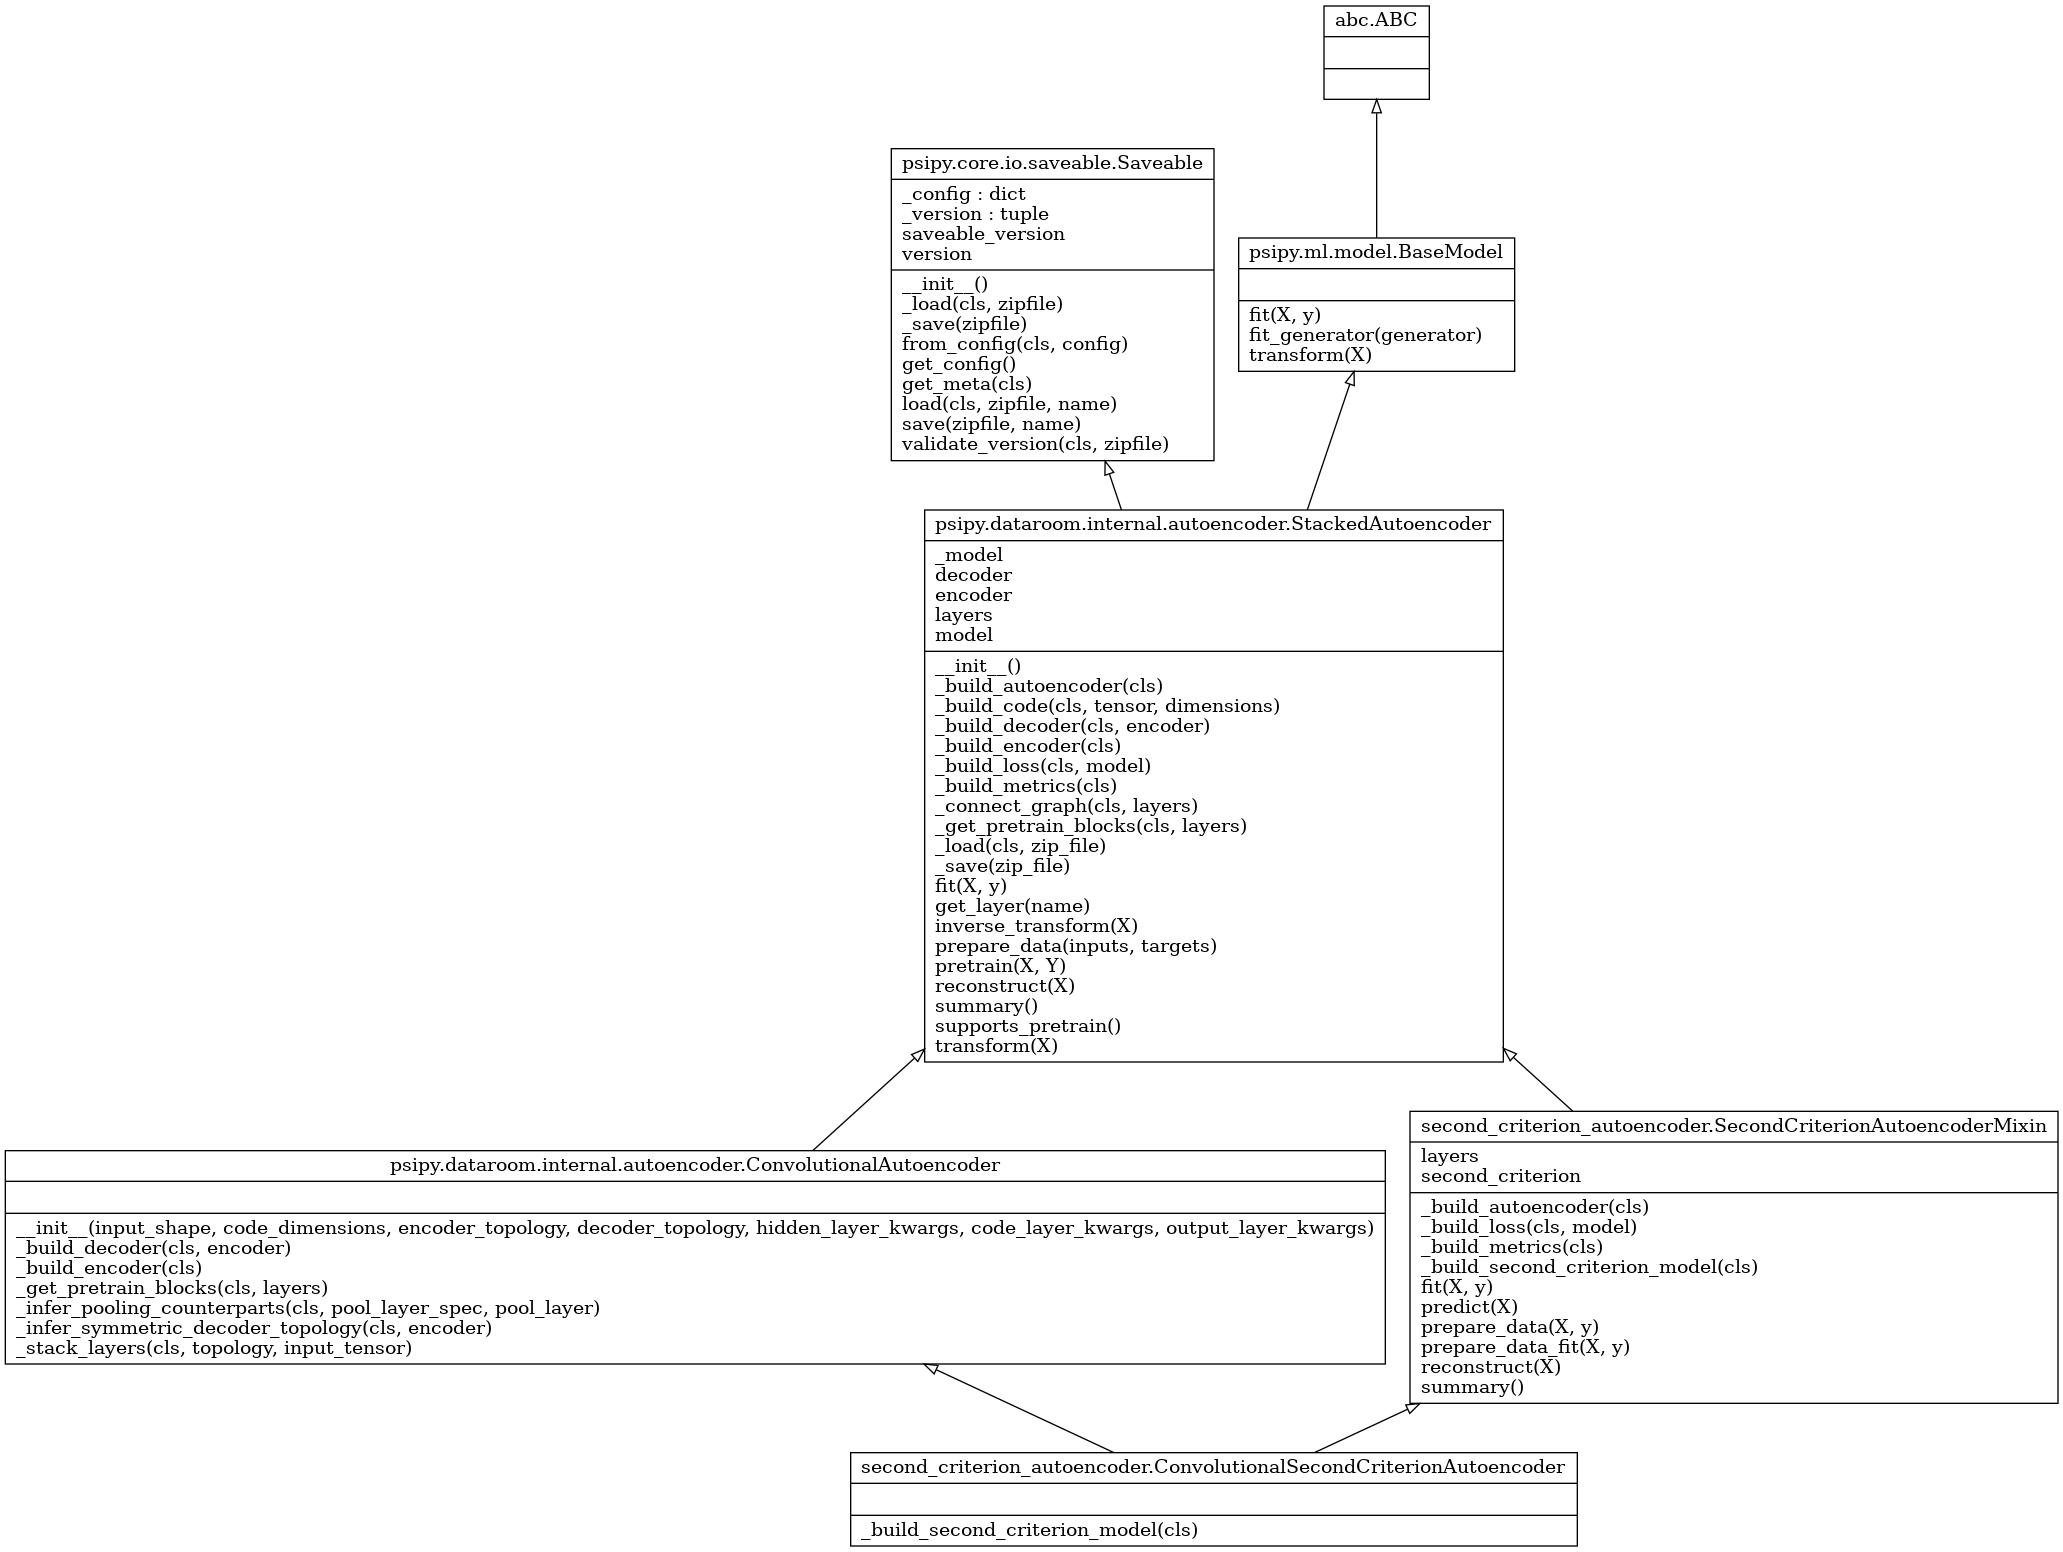 abc.ABC
psipy.core.io.saveable.Saveable
_config : dict
_version : tuple
saveable_version
version
__init__()
_load(cls, zipfile)
_save(zipfile)
from_config(cls, config)
get_config()
get_meta(cls)
load(cls, zipfile, name)
save(zipfile, name)
validate_version(cls, zipfile)
psipy.ml.model.BaseModel
fit(X, y)
fit_generator(generator)
transform(X)
psipy.dataroom.internal.autoencoder.StackedAutoencoder
_model
decoder
encoder
layers
model
__init__()
_build_autoencoder(cls)
_build_code(cls, tensor, dimensions)
_build_decoder(cls, encoder)
_build_encoder(cls)
_build_loss(cls, model)
_build_metrics(cls)
_connect_graph(cls, layers)
_get_pretrain_blocks(cls, layers)
_load(cls, zip_file)
_save(zip_file)
fit(X, y)
get_layer(name)
inverse_transform(X)
prepare_data(inputs, targets)
pretrain(X, Y)
reconstruct(X)
summary()
supports_pretrain()
transform(X)
psipy.dataroom.internal.autoencoder.ConvolutionalAutoencoder
__init__(input_shape, code_dimensions, encoder_topology, decoder_topology, hidden_layer_kwargs, code_layer_kwargs, output_layer_kwargs)
_build_decoder(cls, encoder)
_build_encoder(cls)
_get_pretrain_blocks(cls, layers)
_infer_pooling_counterparts(cls, pool_layer_spec, pool_layer)
_infer_symmetric_decoder_topology(cls, encoder)
_stack_layers(cls, topology, input_tensor)
second_criterion_autoencoder.SecondCriterionAutoencoderMixin
layers
second_criterion
_build_autoencoder(cls)
_build_loss(cls, model)
_build_metrics(cls)
_build_second_criterion_model(cls)
fit(X, y)
predict(X)
prepare_data(X, y)
prepare_data_fit(X, y)
reconstruct(X)
summary()
second_criterion_autoencoder.ConvolutionalSecondCriterionAutoencoder
_build_second_criterion_model(cls)